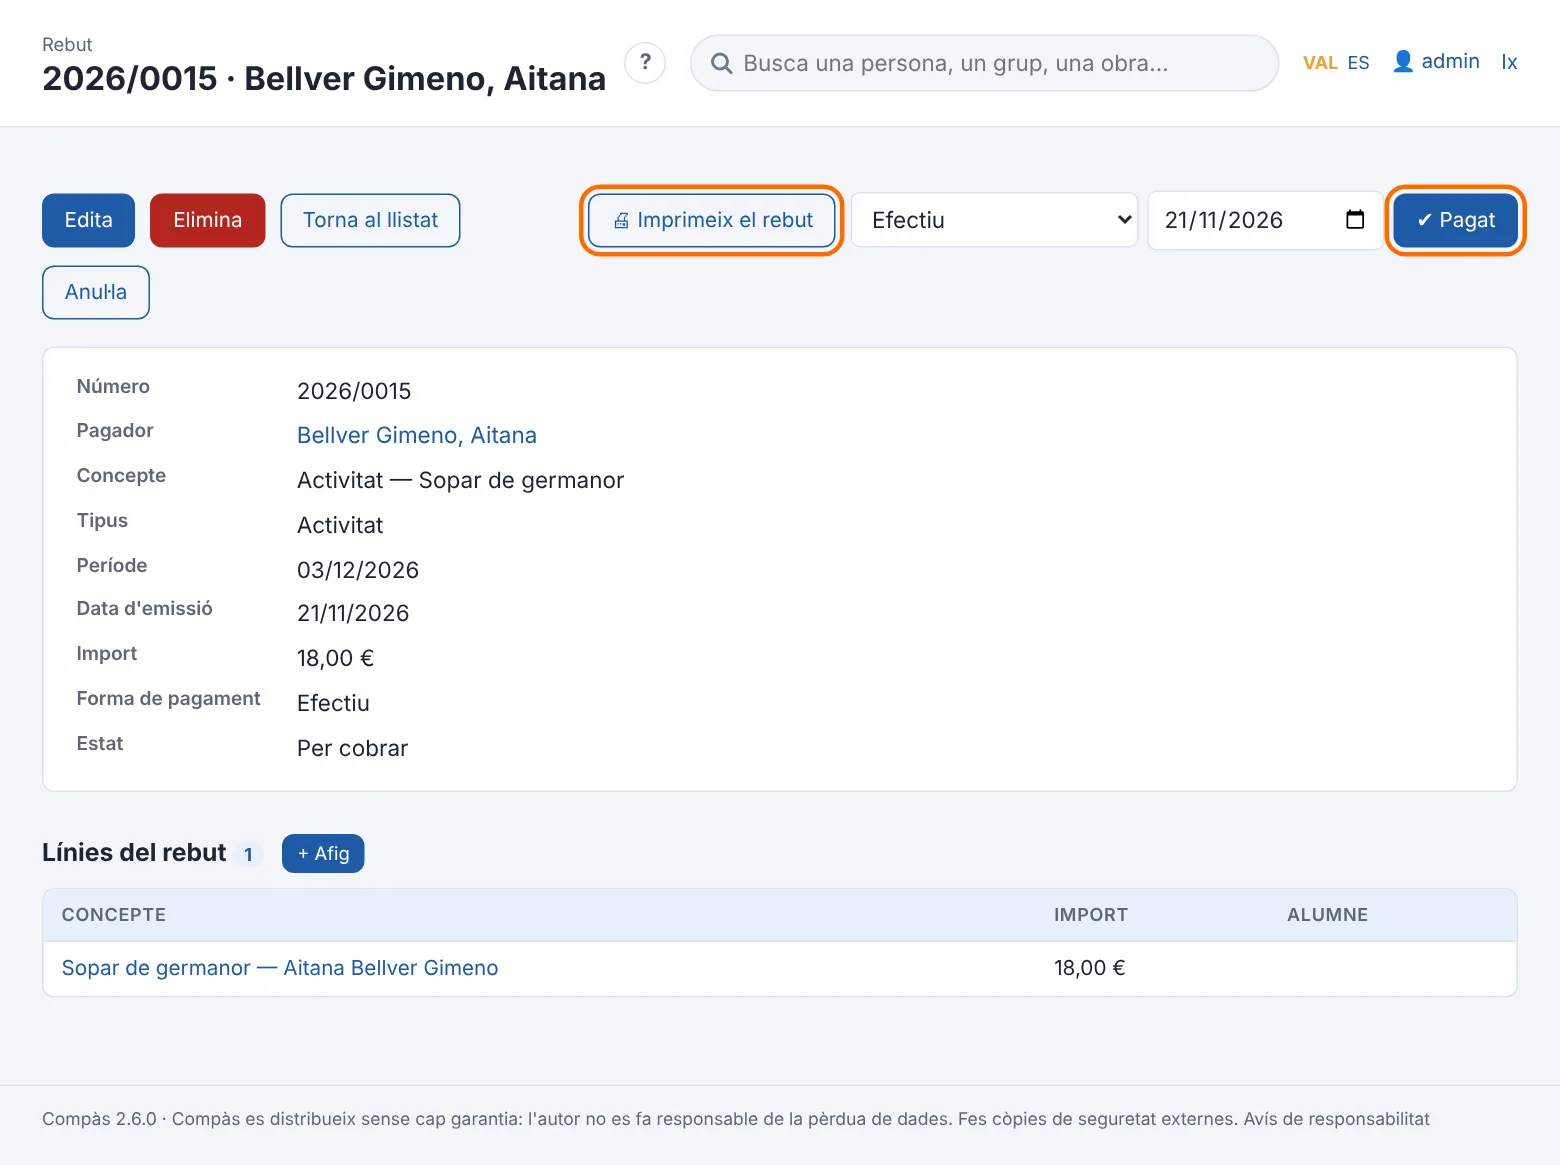 Rebut
2026/0015 · Bellver Gimeno, Aitana
?
Busca una persona, un grup, una obra...
VAL ES
admin
Ix
Edita
Elimina
Torna al llistat
Imprimeix el rebut
Efectiu
21/11/2026
✔ Pagat
Anul·la
Número
2026/0015
Pagador
Bellver Gimeno, Aitana
Concepte
Activitat — Sopar de germanor
Tipus
Activitat
Període
03/12/2026
Data d'emissió
21/11/2026
Import
18,00 €
Forma de pagament
Efectiu
Estat
Per cobrar
Línies del rebut 1
+ Afig
CONCEPTE IMPORT ALUMNE
Sopar de germanor — Aitana Bellver Gimeno 18,00 €
Compàs 2.6.0 · Compàs es distribueix sense cap garantia: l'autor no es fa responsable de la pèrdua de dades. Fes còpies de seguretat externes. Avís de responsabilitat